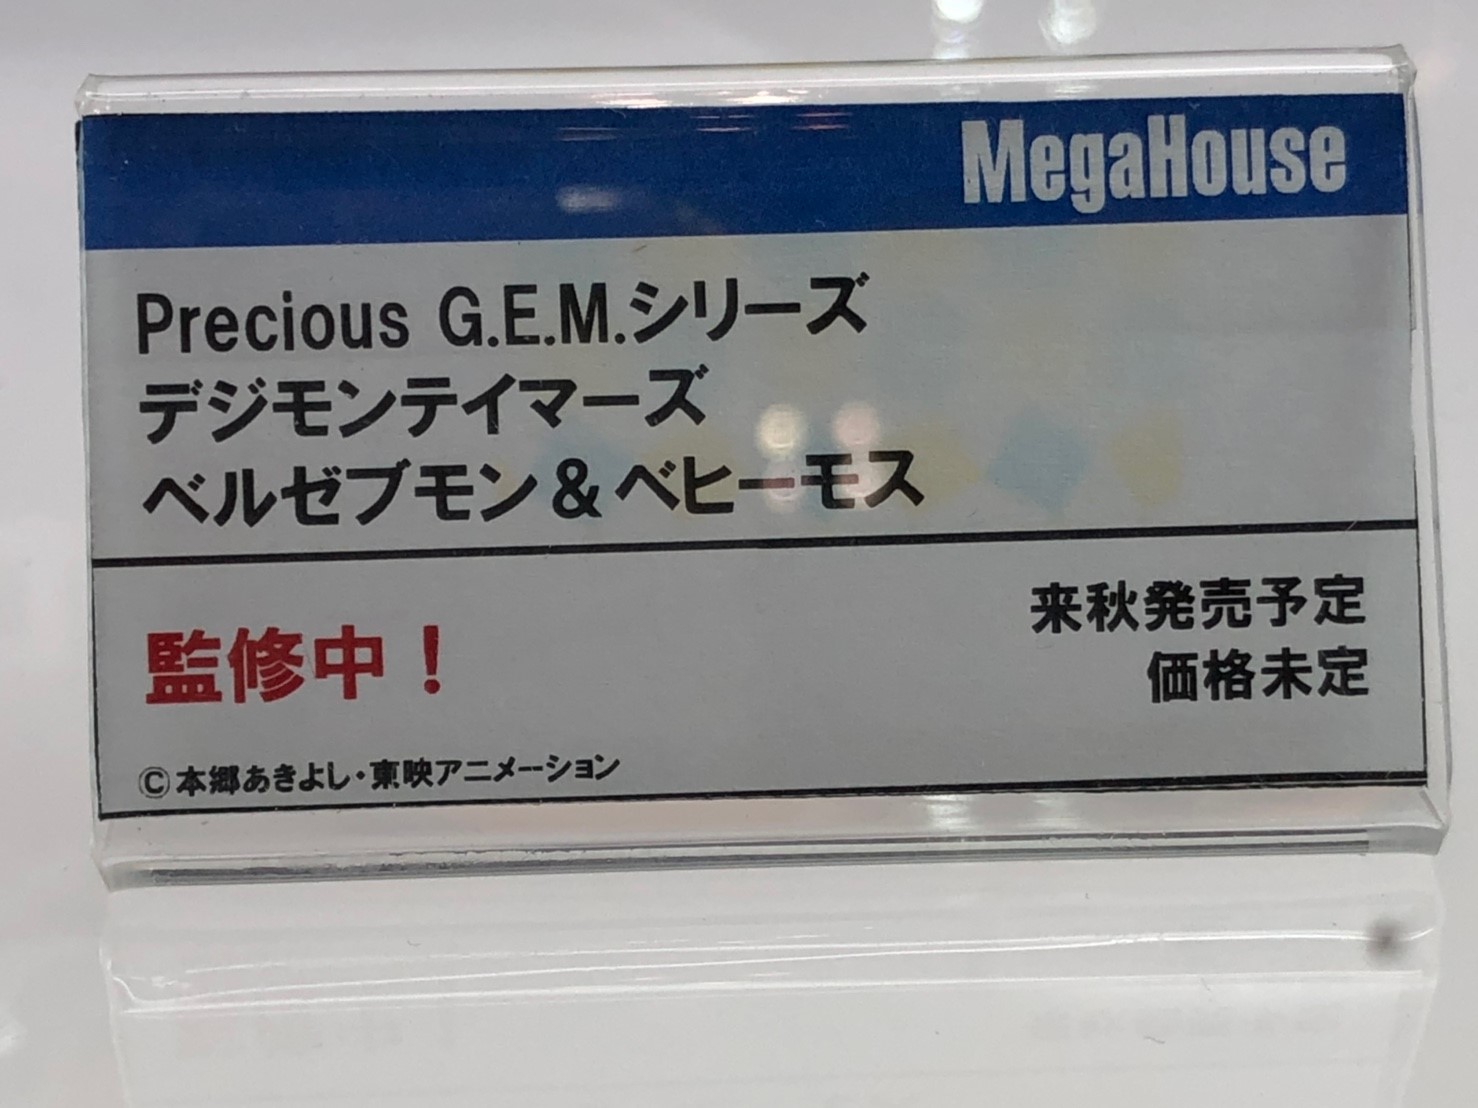 MegaHouse
Precious G.E.M.シリーズ
デジモンテイマーズ
ベルゼブモン&ベヒーモス
監修中！
来秋発売予定
価格未定
©本郷あきよし・東映アニメーション